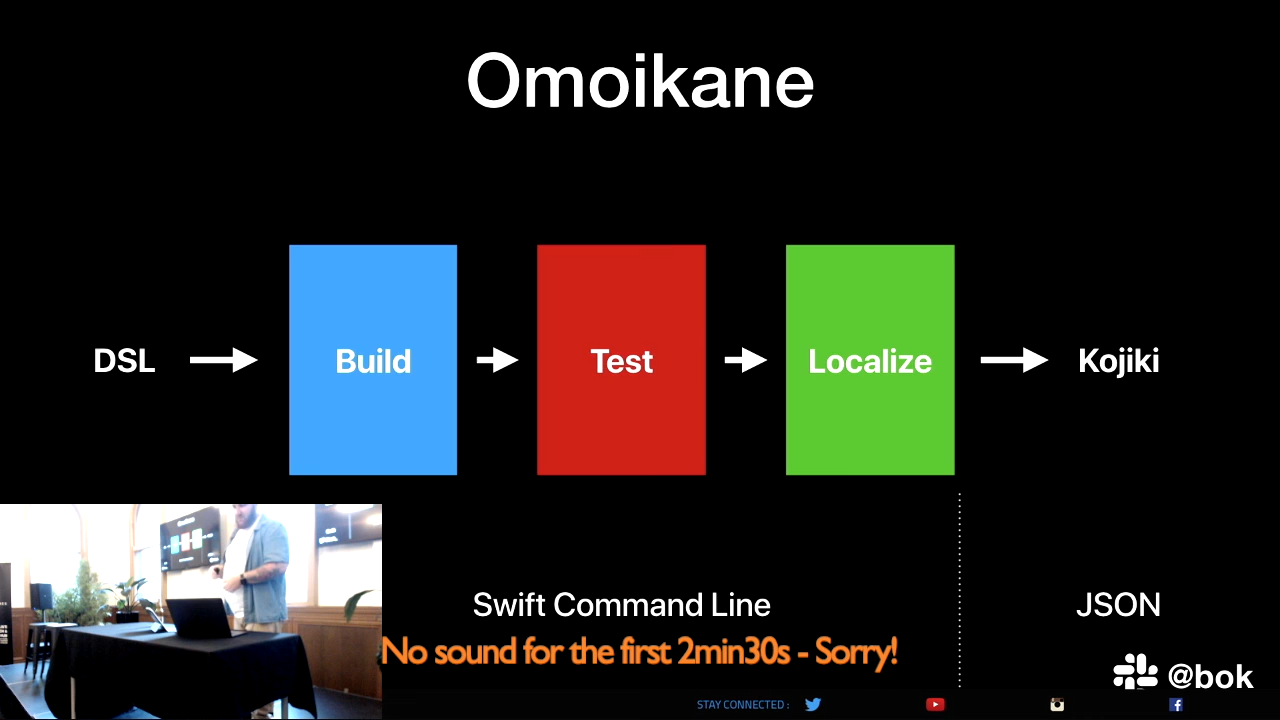 Omoikane
DSL
Build
Test
Localize
Kojiki
Swift Command Line
JSON
No sound for the first 2min30s - Sorry!
@bok
STAY CONNECTED :